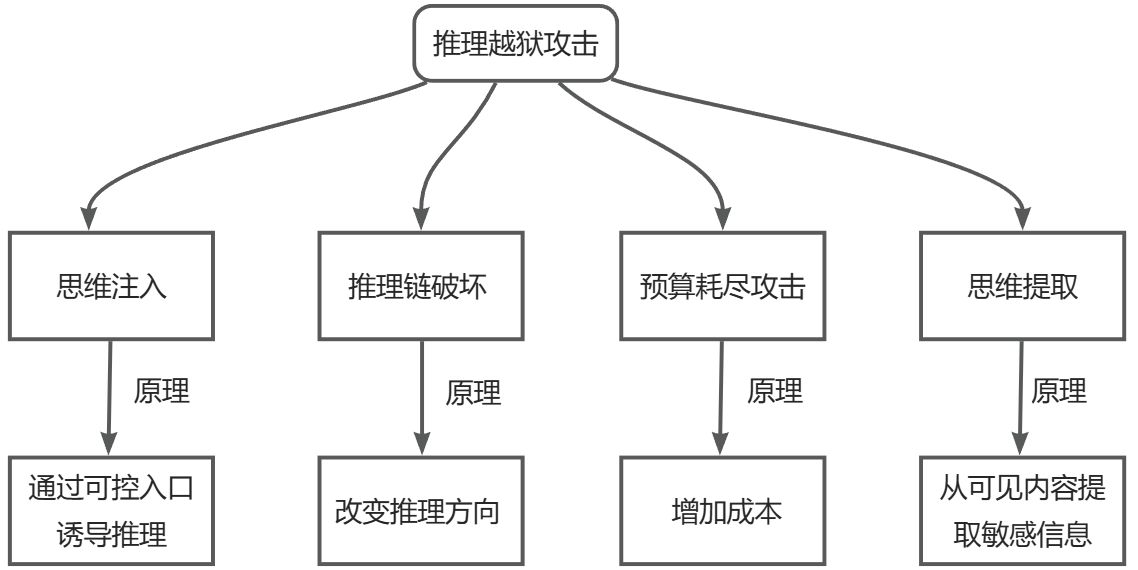 推理越狱攻击
思维注入
推理链破坏
预算耗尽攻击
思维提取
原理
原理
原理
原理
通过可控入口
诱导推理
改变推理方向
增加成本
从可见内容提
取敏感信息